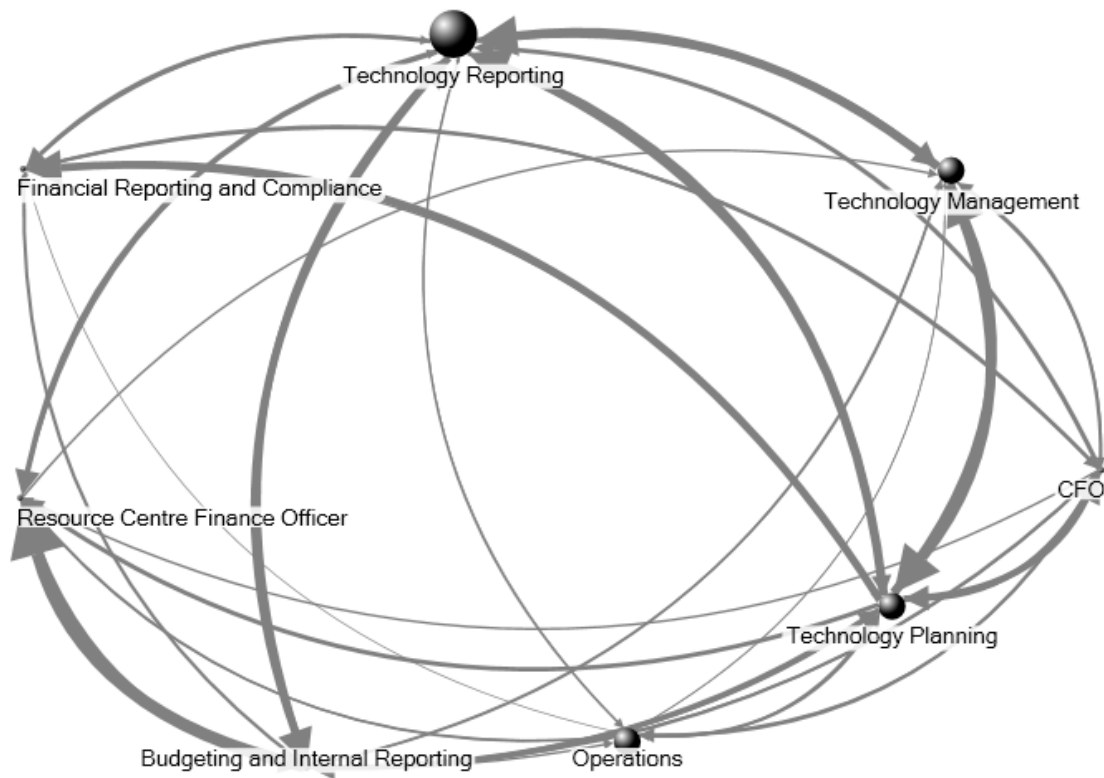 Technology Reporting
Financial Reporting and Compliance
Technology Management
CFO
Resource Centre Finance Officer
Technology Planning
Budgeting and Internal Reporting
Operations